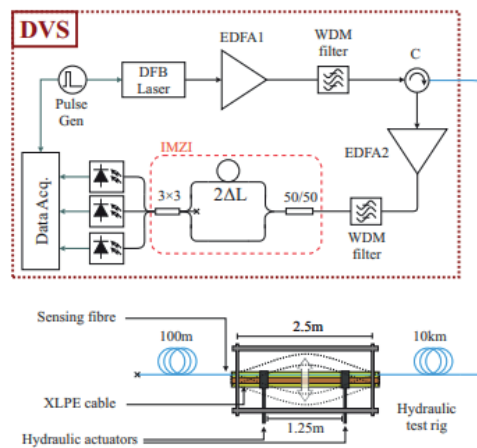 DVS
EDFA1
WDM
filter
C
DFB
Laser
Pulse
Gen
EDFA2
IMZI
Data Acq.
3×3
2ΔL
50/50
WDM
filter
Sensing fibre
2.5m
100m
10km
XLPE cable
1.25m
Hydraulic
test rig
Hydraulic actuators